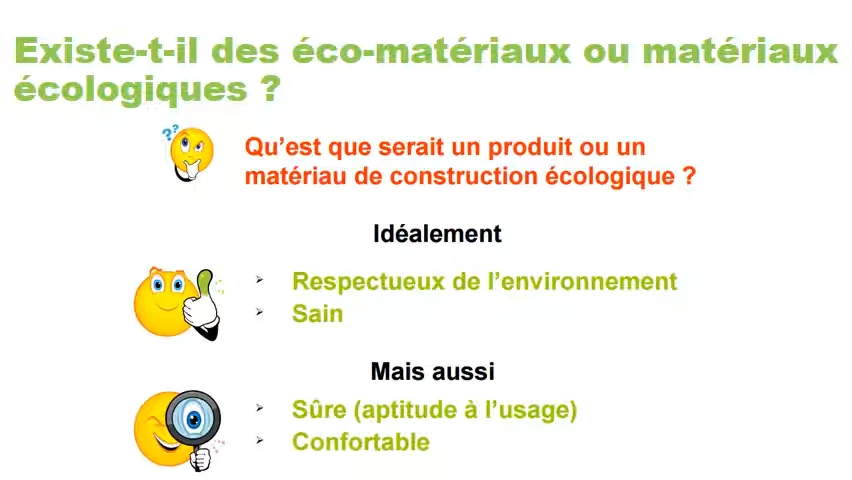 Existe-t-il des éco-matériaux ou matériaux
écologiques ?
??
Qu’est que serait un produit ou un
matériau de construction écologique ?
Idéalement
Respectueux de l’environnement
Sain
Mais aussi
Sûre (aptitude à l’usage)
Confortable